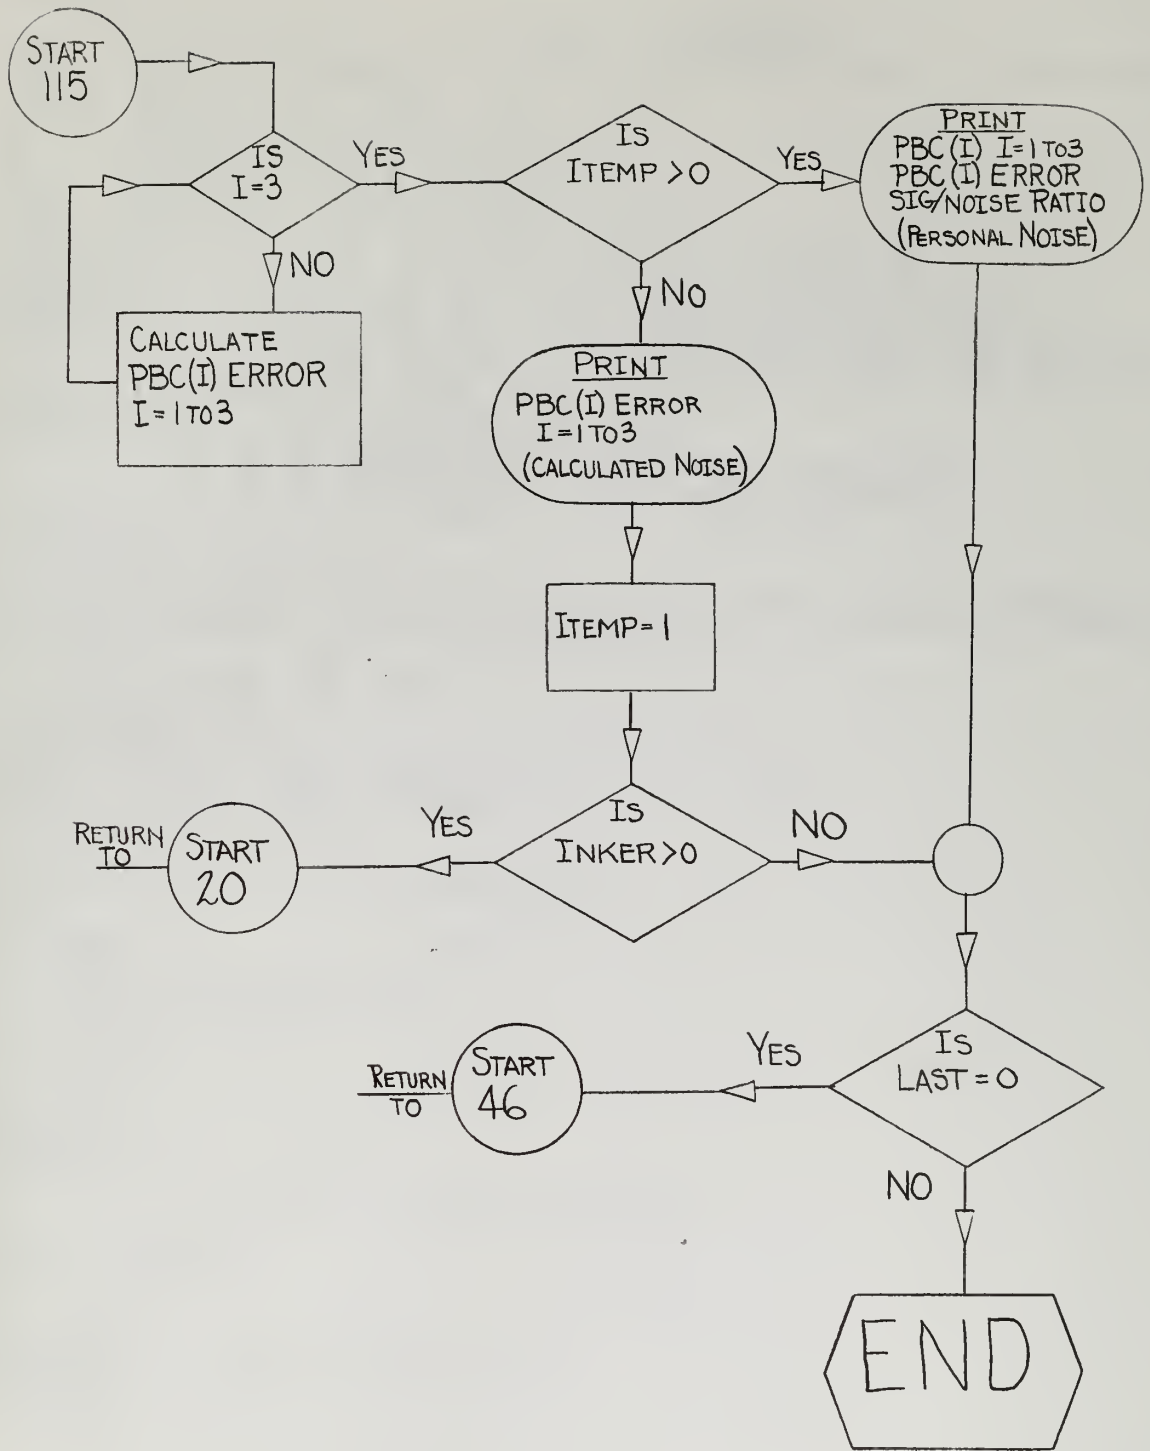 START
115
IS
I=3
YES
NO
CALCULATE
PBC(I) ERROR
I=1 TO 3
IS
ITEMP>0
YES
NO
PRINT
PBC(I) I=1 TO 3
PBC(I) ERROR
SIG/NOISE RATIO
(PERSONAL NOISE)
PRINT
PBC(I) ERROR
I=1 TO 3
(CALCULATED NOISE)
ITEMP=1
IS
INKER>0
YES
NO
RETURN
TO
START
20
IS
LAST=0
YES
NO
RETURN
TO
START
46
END